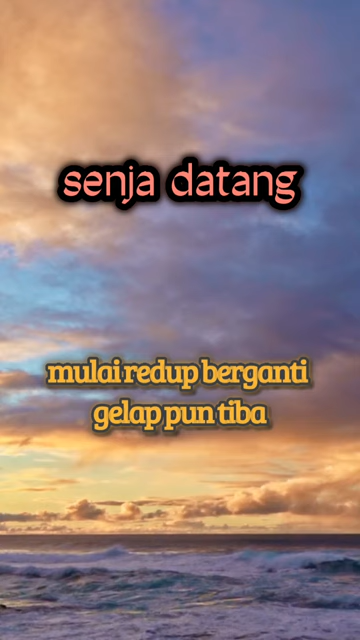 senja datang
mulai redup berganti
gelap pun tiba